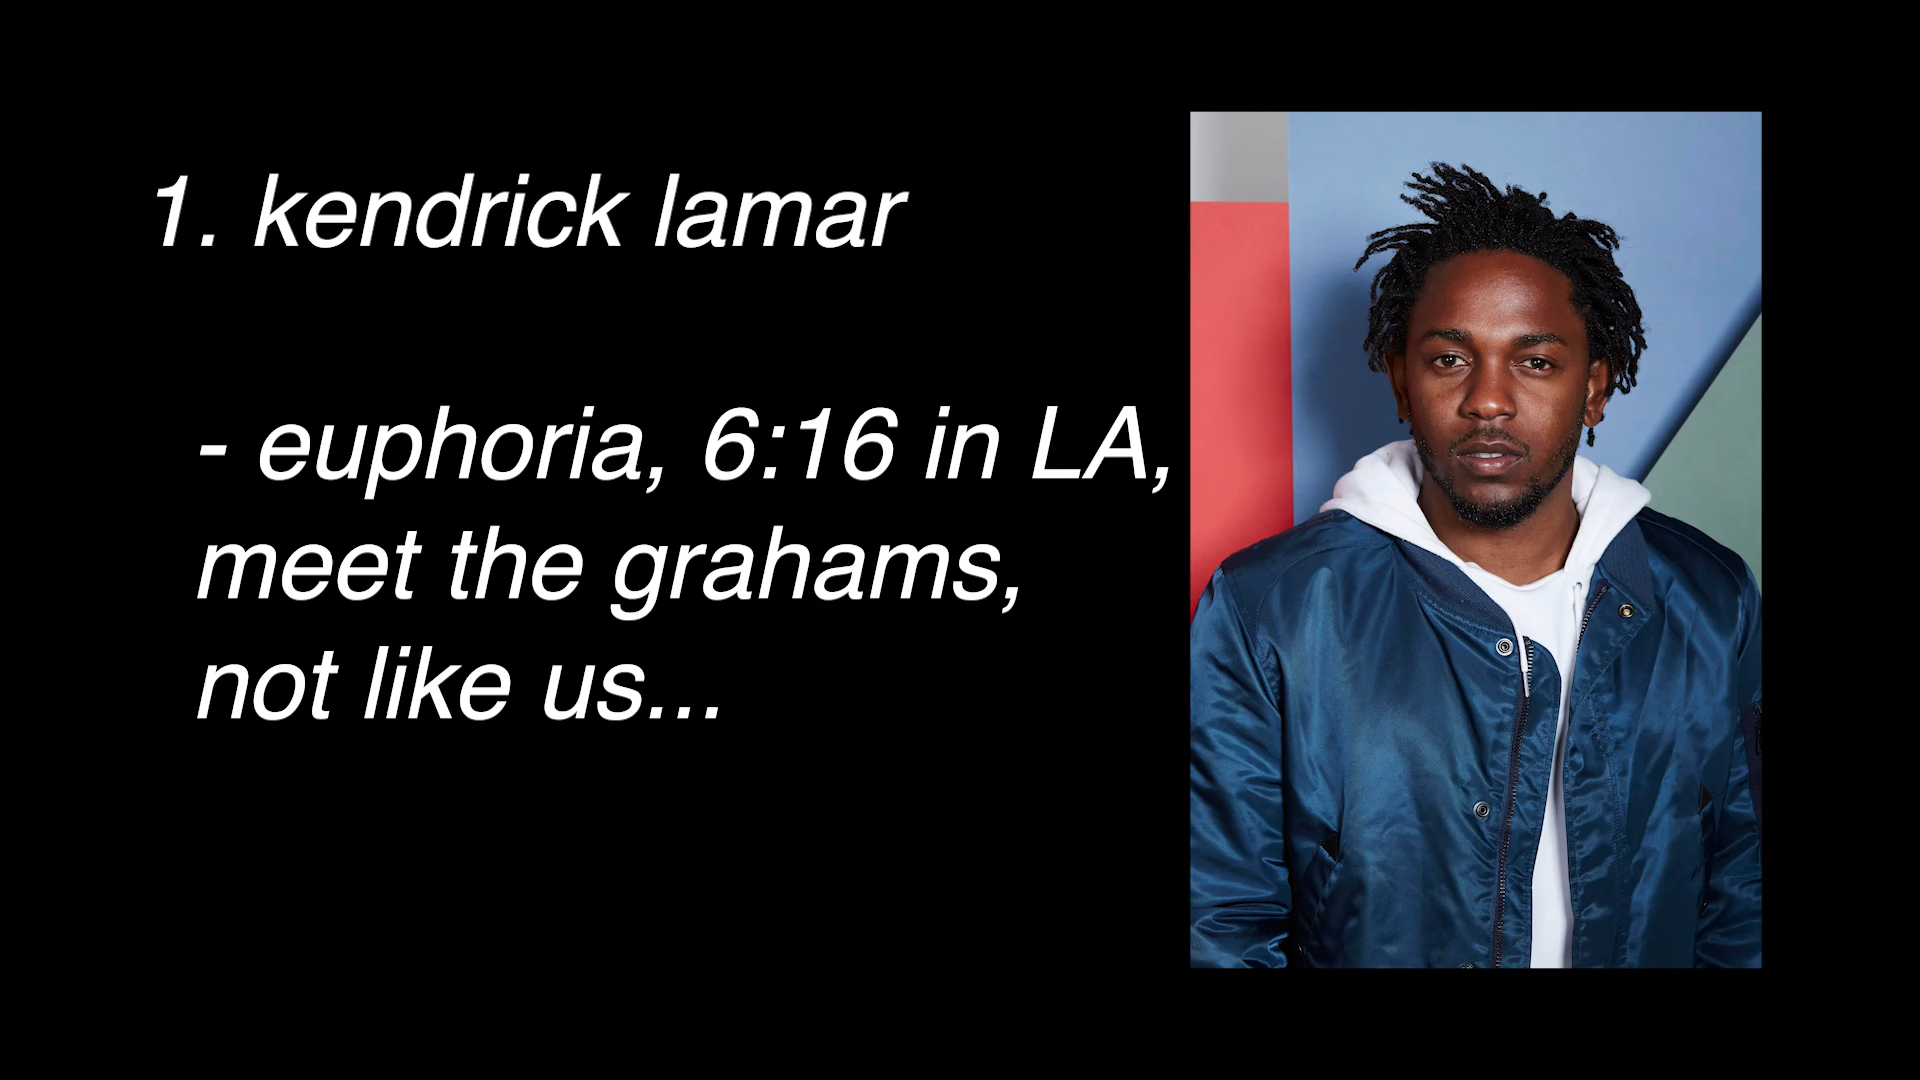 1. kendrick lamar
- euphoria, 6:16 in LA,
meet the grahams,
not like us...